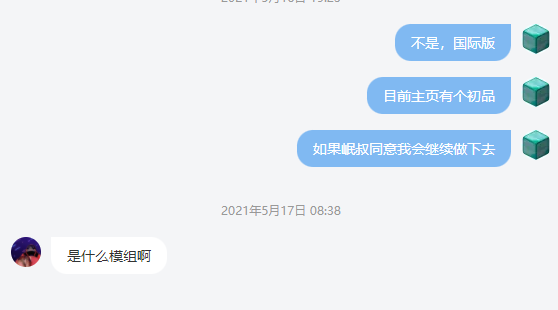 不是，国际版
目前主页有个初品
如果岷叔同意我会继续做下去
2021年5月17日 08:38
是什么模组啊